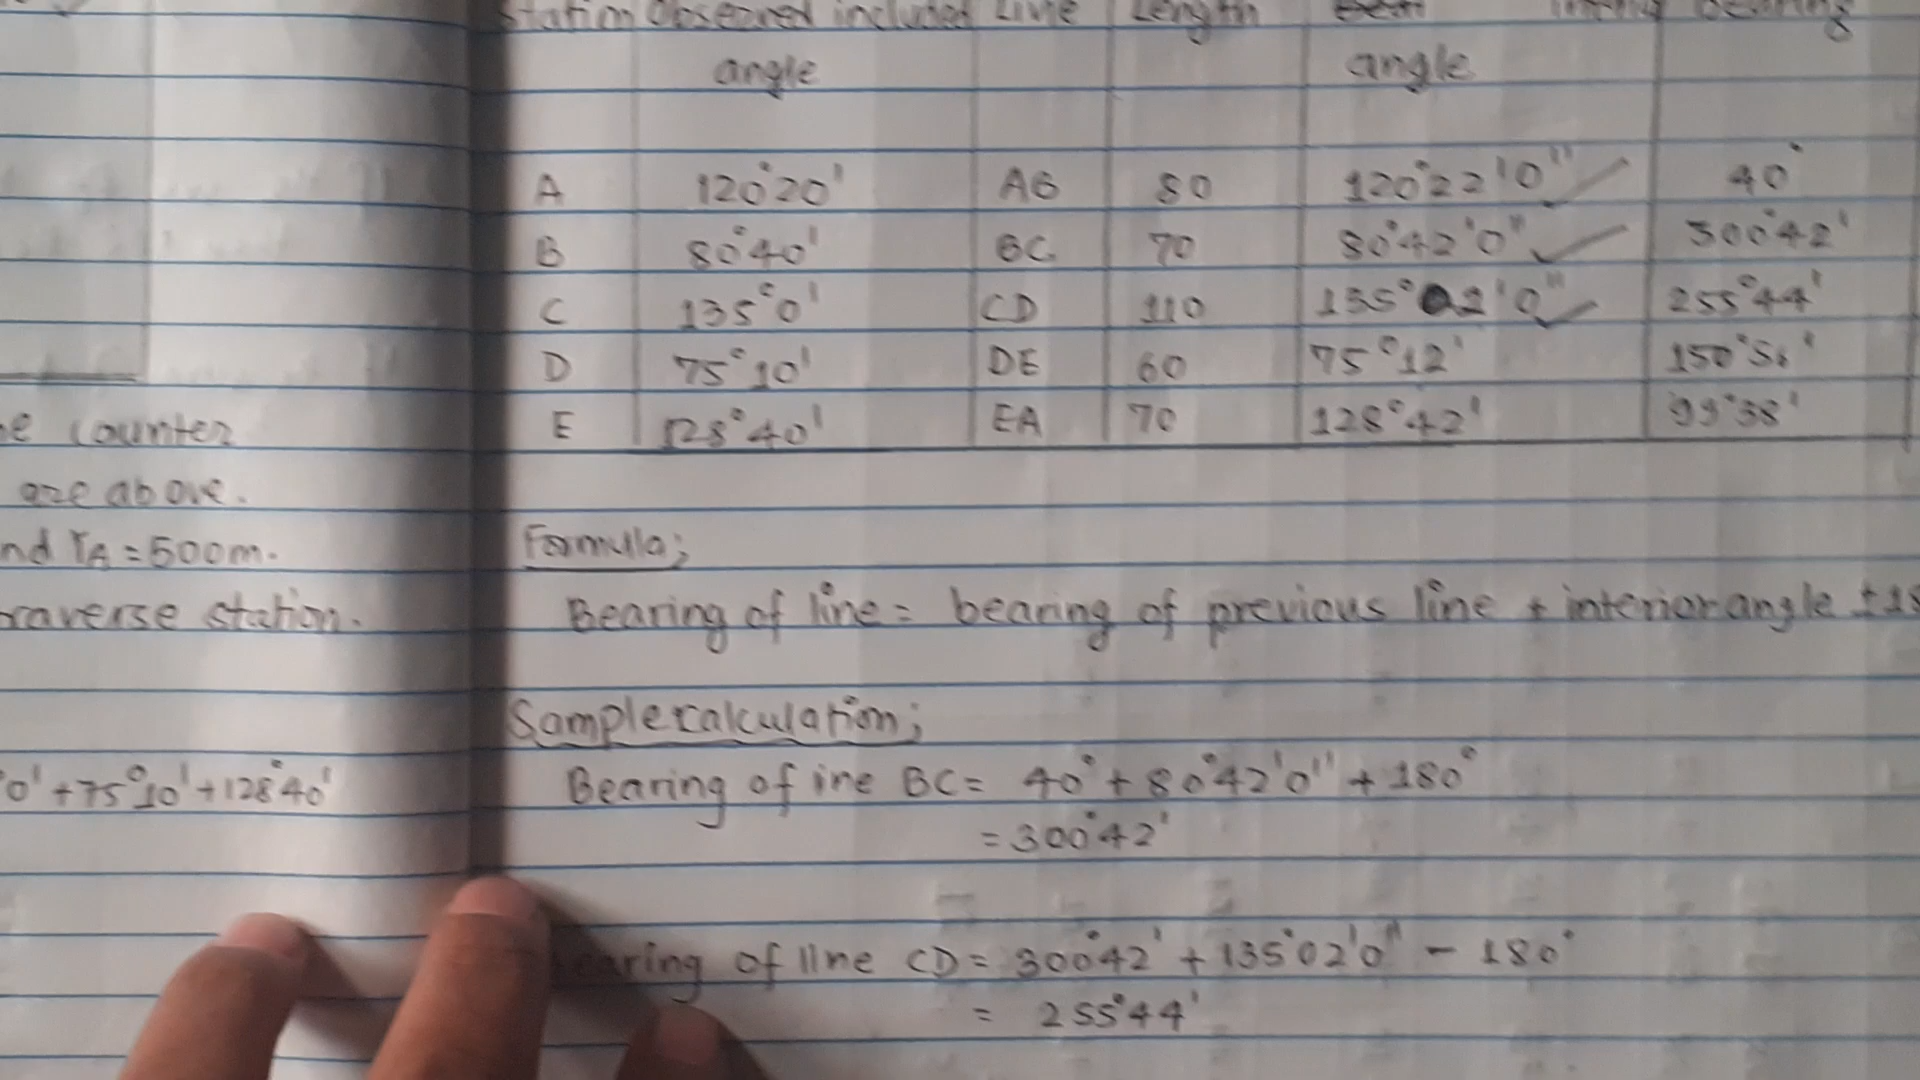 Station Observed included Line Length angle bearing
angle angle
A 120°20' AB 80 120°22'0" 40°
B 80°40' BC 70 80°42'0" 300°42'
C 135°0' CD 110 135°02'0" 255°44'
D 75°10' DE 60 75°12' 150°56'
E 128°40' EA 70 128°42' 99°38'
counter
are above.
nd YA = 500m.
raverse station.
0' + 75°10' + 128°40'
Formula;
Bearing of line = bearing of previous line + interior angle ± 18
Sample calculation;
Bearing of ine BC = 40° + 80°42'0" + 180°
= 300°42'
earing of line CD = 300°42' + 135°02'0" - 180°
= 255°44'